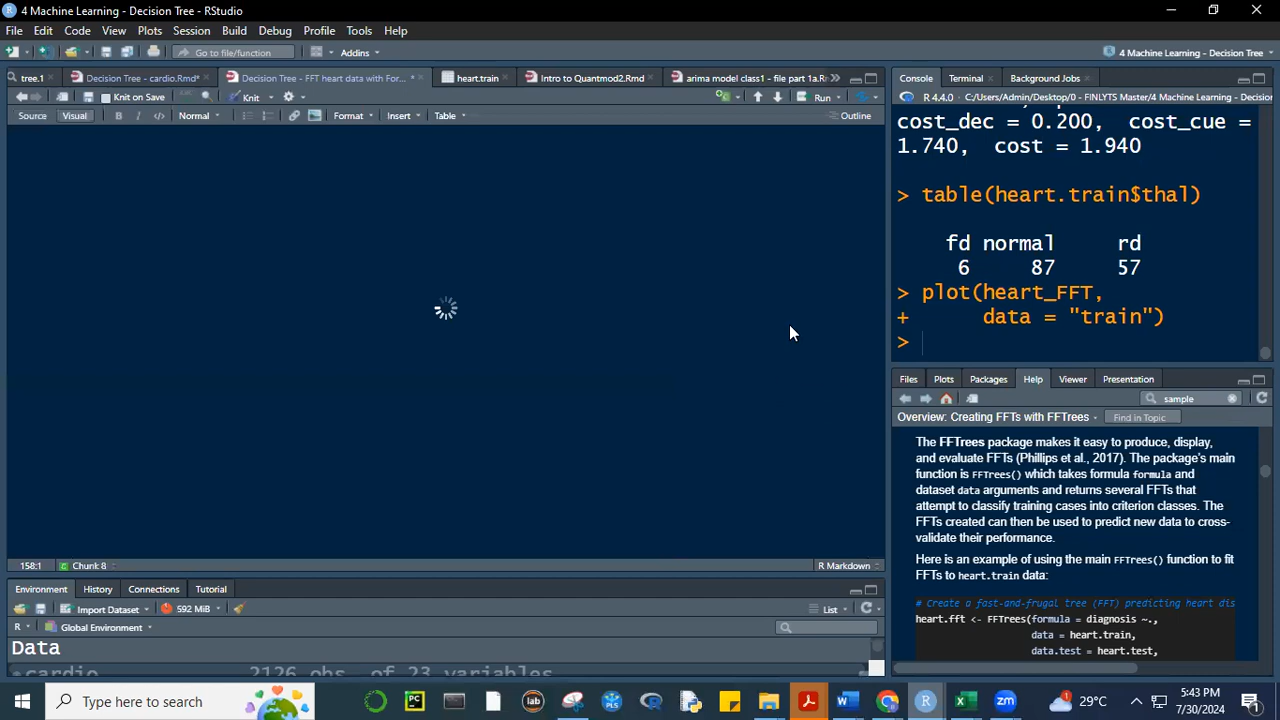 4 Machine Learning - Decision Tree - RStudio
File Edit Code View Plots Session Build Debug Profile Tools Help
Go to file/function Addins 4 Machine Learning - Decision Tree
tree.1 Decision Tree - cardio.Rmd* Decision Tree - FFT heart data with For... * heart.train Intro to Quantmod2.Rmd arima model class1 - file part 1a.Rn
Knit on Save Knit Run
Source Visual B I </> Normal Format Insert Table Outline
158:1 Chunk 8 R Markdown
Environment History Connections Tutorial
Import Dataset 592 MiB List
R Global Environment
Data
cardio 2126 obs. of 23 variables
Console Terminal Background Jobs
R 4.4.0 · C:/Users/Admin/Desktop/0 - FINLYTS Master/4 Machine Learning - Decision
cost_dec = 0.200, cost_cue =
1.740, cost = 1.940
> table(heart.train$thal)
fd normal rd
6 87 57
> plot(heart_FFT,
+ data = "train")
>
Files Plots Packages Help Viewer Presentation
sample
Overview: Creating FFTs with FFTrees Find in Topic
The FFTrees package makes it easy to produce, display,
and evaluate FFTs (Phillips et al., 2017). The package's main
function is FFTrees() which takes formula formula and
dataset data arguments and returns several FFTs that
attempt to classify training cases into criterion classes. The
FFTs created can then be used to predict new data to cross-
validate their performance.
Here is an example of using the main FFTrees() function to fit
FFTs to heart.train data:
# Create a fast-and-frugal tree (FFT) predicting heart dis
heart.fft <- FFTrees(formula = diagnosis ~.,
data = heart.train,
data.test = heart.test,
Type here to search
PC lab PLS R W X zm
29°C
5:43 PM
7/30/2024
1